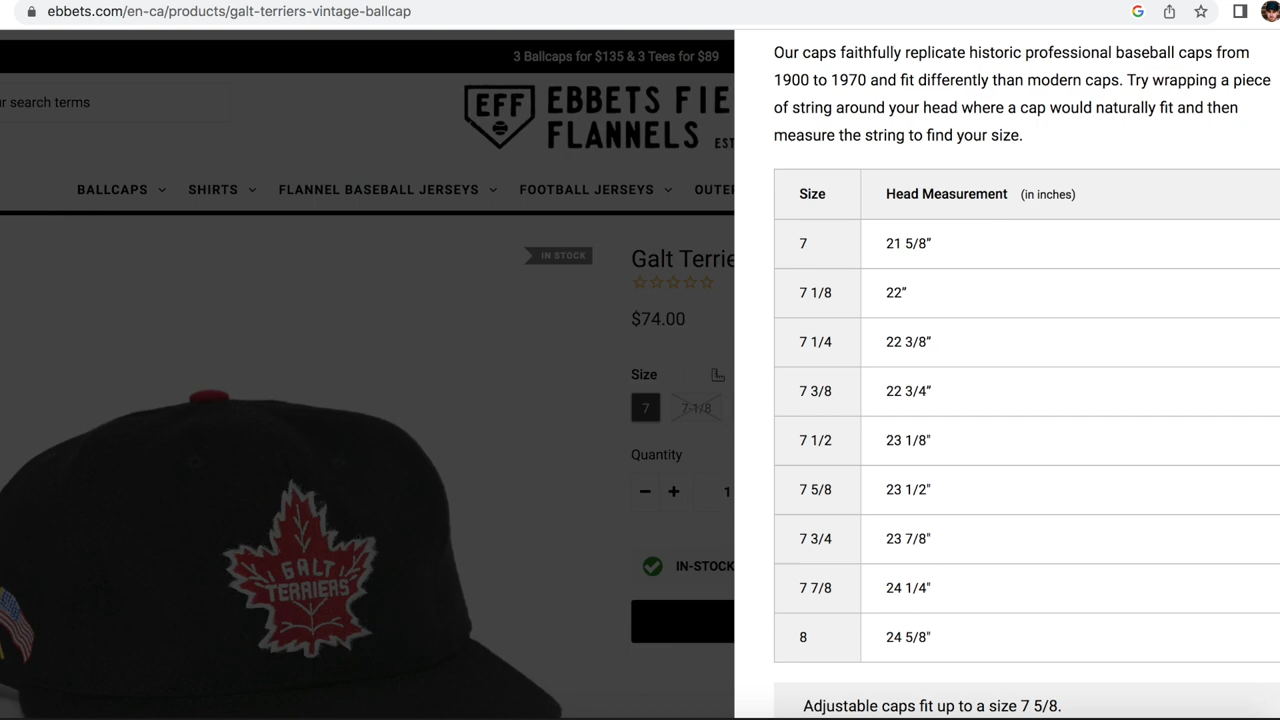 ebbets.com/en-ca/products/galt-terriers-vintage-ballcap
3 Ballcaps for $135 & 3 Tees for $89
r search terms
EFF
EBBETS FIE
FLANNELS
EST
BALLCAPS
SHIRTS
FLANNEL BASEBALL JERSEYS
FOOTBALL JERSEYS
OUTER
IN STOCK
Galt Terrie
$74.00
Size
7
7-1/8
Quantity
− + 1
IN-STOCK
GALT
TERRIERS
Our caps faithfully replicate historic professional baseball caps from
1900 to 1970 and fit differently than modern caps. Try wrapping a piece
of string around your head where a cap would naturally fit and then
measure the string to find your size.
Size Head Measurement (in inches)
7 21 5/8”
7 1/8 22”
7 1/4 22 3/8”
7 3/8 22 3/4”
7 1/2 23 1/8"
7 5/8 23 1/2"
7 3/4 23 7/8"
7 7/8 24 1/4"
8 24 5/8"
Adjustable caps fit up to a size 7 5/8.